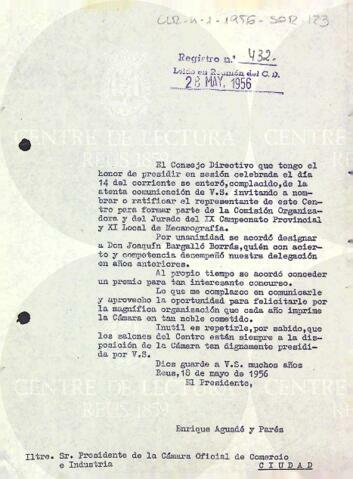 CLR-4-1-1956-SOR 123
Registro n.º 432.
Leído en Reunión del C.D.
28 MAY. 1956
CENTRE DE LECTURA
REUS
El Consejo Directivo que tengo el
honor de presidir en sesión celebrada el día
14 del corriente se enteró,complacido,de la
atenta comunicación de V.S. invitando a nom-
brar o ratificar el representante de este Cen-
tro para formar parte de la Comisión Organiza-
dora y del Jurado del IX Campeonato Provincial
y XI Local de Mecanografía.
Por unanimidad se acordó designar
a Don Joaquín Bargalló Borrás,quién con acier-
to y competencia desempeñó nuestra delegación
en años anteriores.
Al propio tiempo se acordó conceder
un premio para tan interesante concurso.
Lo que me complazco en comunicarle
y aprovecho la oportunidad para felicitarle por
la magnífica organización que cada año imprime
la Cámara en tan noble cometido.
Inutil es repetirle,por sabido,que
los salones del Centro están siempre a la dis-
posición de la Cámara tan dignamente presidi-
da por V.S.
Dios guarde a V.S. muchos años
Reus,18 de mayo de 1956
El Presidente,
CENTRE DE LECTURA
Enrique Aguadé y Parés
Iltre. Sr. Presidente de la Cámara Oficial de Comercio
e Industria
CIUDAD